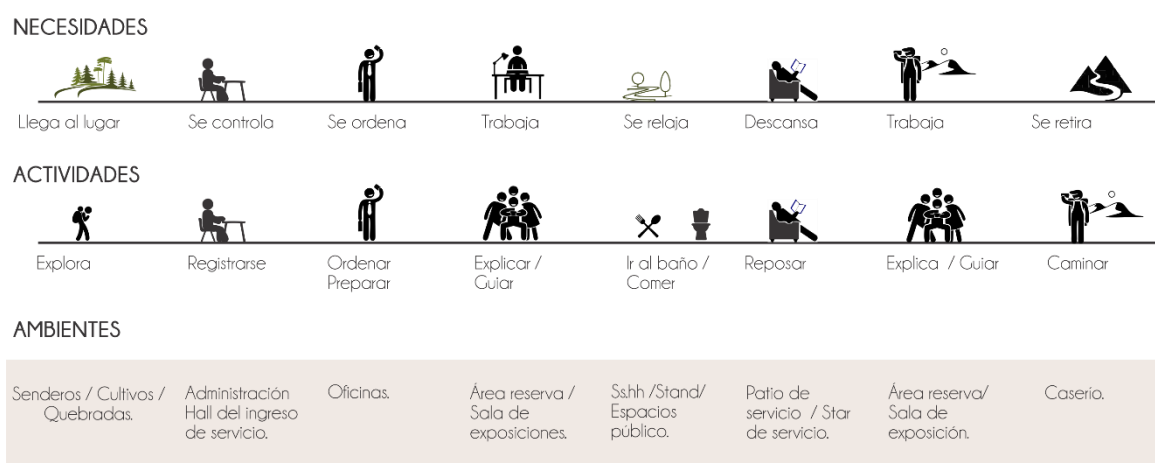 NECESIDADES
Llega al lugar
Se controla
Se ordena
Trabaja
Se relaja
Descansa
Trabaja
Se retira
ACTIVIDADES
Explora
Registrarse
Ordenar
Preparar
Explicar /
Guiar
Ir al baño /
Comer
Reposar
Explica / Guiar
Caminar
AMBIENTES
Senderos / Cultivos /
Quebradas.
Administración
Hall del ingreso
de servicio.
Oficinas.
Área reserva /
Sala de
exposiciones.
Ss.hh /Stand/
Espacios
público.
Patio de
servicio / Star
de servicio.
Área reserva/
Sala de
exposición.
Caserío.